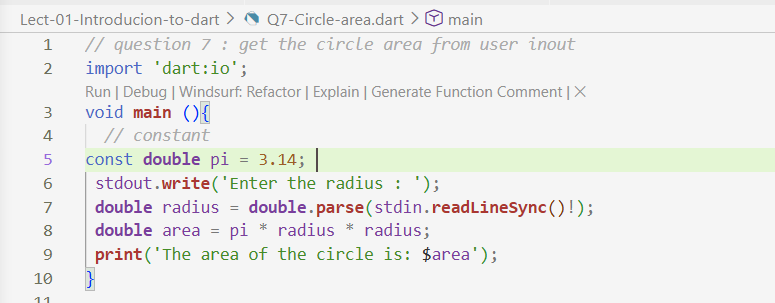 Lect-01-Introducion-to-dart > Q7-Circle-area.dart > main
1 // question 7 : get the circle area from user inout
2 import 'dart:io';
Run | Debug | Windsurf: Refactor | Explain | Generate Function Comment | ×
3 void main (){
4 // constant
5 const double pi = 3.14;
6 stdout.write('Enter the radius : ');
7 double radius = double.parse(stdin.readLineSync()!);
8 double area = pi * radius * radius;
9 print('The area of the circle is: $area');
10 }
11